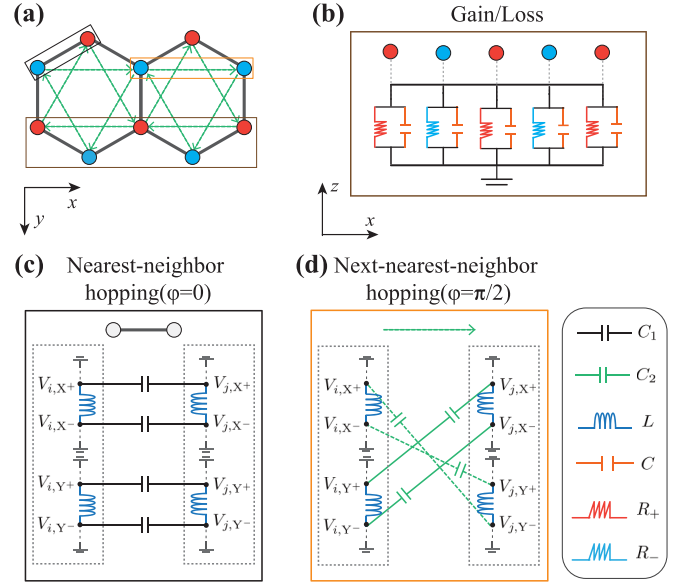 (a)
x
y
(b)
Gain/Loss
z
x
(c)
Nearest-neighbor
hopping(φ=0)
V_{i,X+}
V_{j,X+}
V_{i,X−}
V_{j,X−}
V_{i,Y+}
V_{j,Y+}
V_{i,Y−}
V_{j,Y−}
(d)
Next-nearest-neighbor
hopping(φ=π/2)
V_{i,X+}
V_{j,X+}
V_{i,X−}
V_{j,X−}
V_{i,Y+}
V_{j,Y+}
V_{i,Y−}
V_{j,Y−}
C_1
C_2
L
C
R_+
R_−